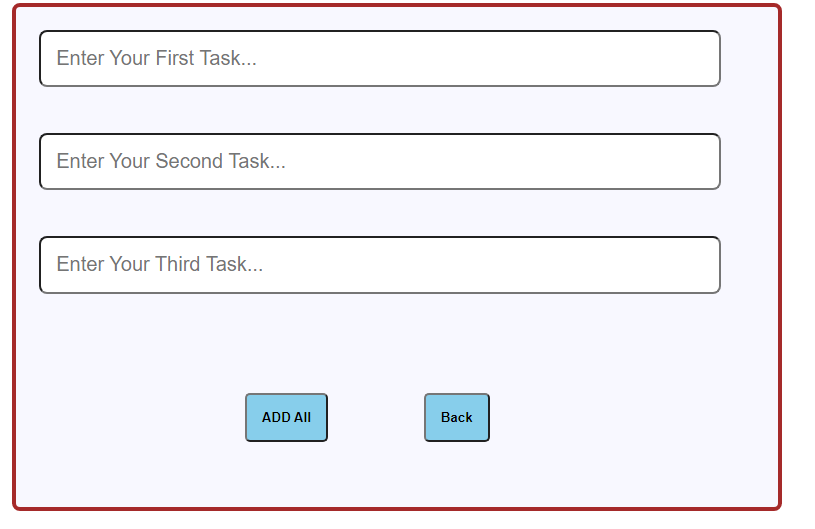 Enter Your First Task...
Enter Your Second Task...
Enter Your Third Task...
ADD All
Back